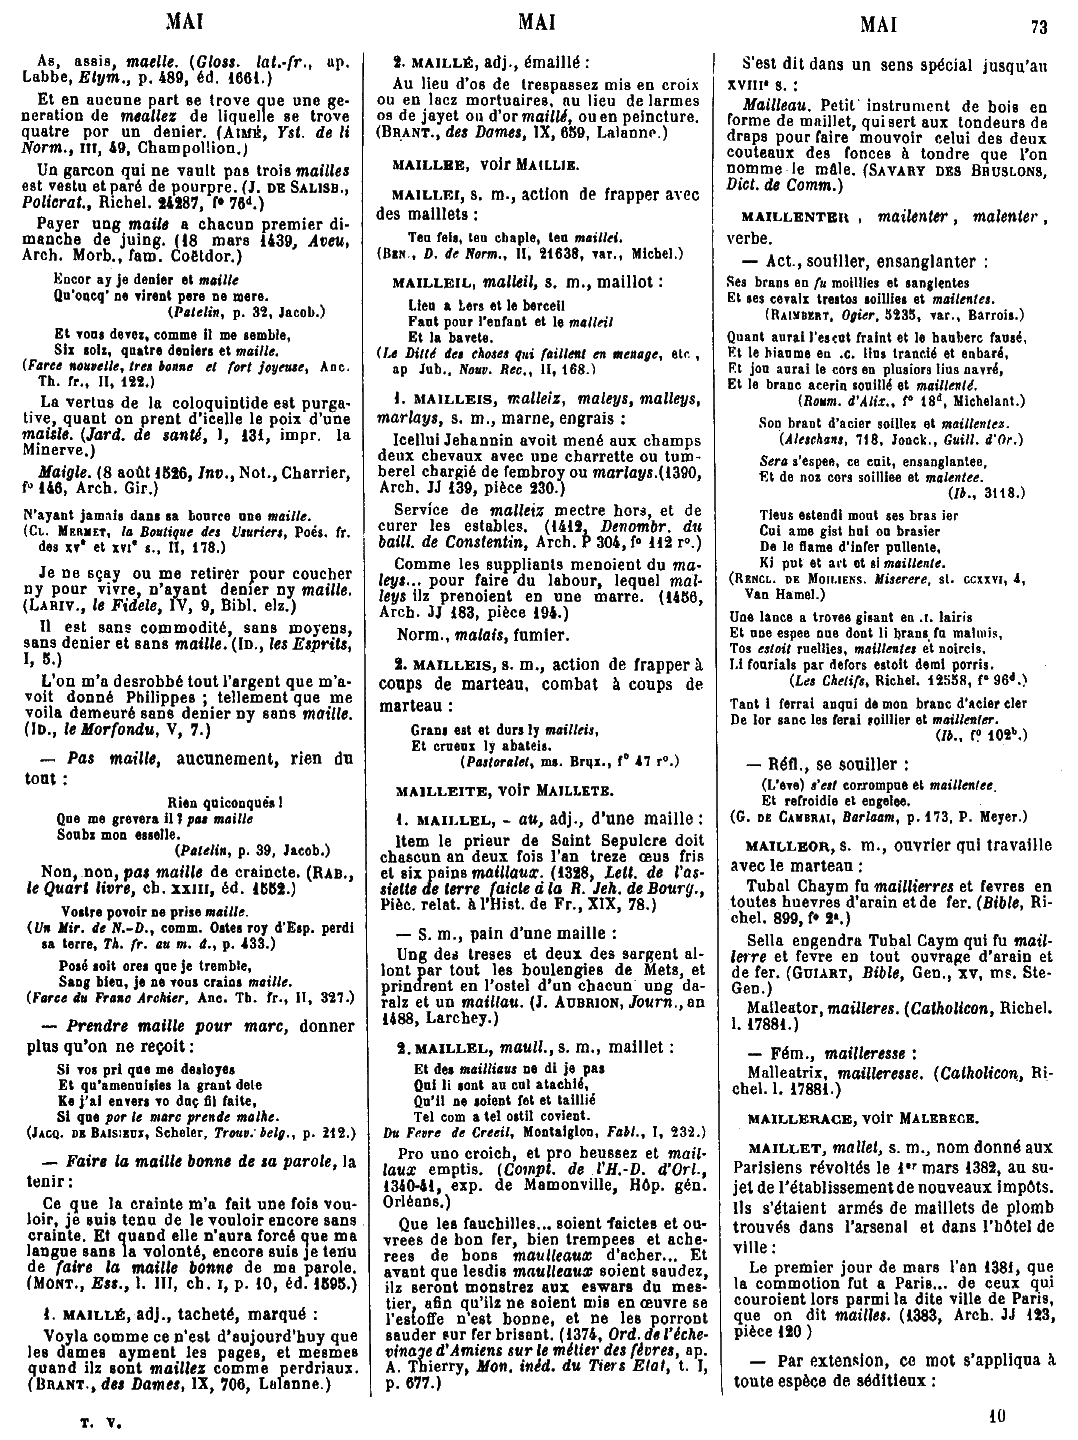 MAI
MAI
MAI
73
As, assis, maelle. (Gloss. lat.-fr., ap.
Labbe, Etym., p. 489, éd. 1661.)
Et en aucune part se trove que une ge-
neration de meallez de liquelle se trove
quatre por un denier. (AIMÉ, Yst. de li
Norm., III, 49, Champollion.)
Un garcon qui ne vault pas trois mailles
est vestu et paré de pourpre. (J. DE SALISB.,
Policrat., Richel. 24287, f° 76d.)
Payer ung maile a chacun premier di-
manche de juing. (18 mars 1439, Aveu,
Arch. Morb., fam. Coëtdor.)
Encor ay je denier et maille
Qu'oncq' ne virent pere ne mere.
(Patelin, p. 32, Jacob.)
Et vous devez, comme il me semble,
Six solz, quatre deniers et maille.
(Farce nouvelle, tres bonne et fort joyeuse, Anc.
Th. fr., II, 122.)
La vertus de la coloquintide est purga-
tive, quant on prent d'icelle le poix d'une
maisle. (Jard. de santé, I, 131, impr. la
Minerve.)
Maigle. (8 août 1526, Inv., Not., Charrier,
f° 146, Arch. Gir.)
N'ayant jamais dans sa bource une maille.
(CL. MERMET, la Boutique des Usuriers, Poés. fr.
des xve et xvie s., II, 178.)
Je ne sçay ou me retirer pour coucher
ny pour vivre, n'ayant denier ny maille.
(LARIV., le Fidele, IV, 9, Bibl. elz.)
Il est sans commodité, sans moyens,
sans denier et sans maille. (ID., les Esprits,
I, 5.)
L'on m'a desrobbé tout l'argent que m'a-
voit donné Philippes ; tellement que me
voila demeuré sans denier ny sans maille.
(ID., le Morfondu, V, 7.)
— Pas maille, aucunement, rien du
tout :
Rien quiconques !
Que me grevera il ? pas maille
Soubz mon esselle.
(Patelin, p. 39, Jacob.)
Non, non, pas maille de craincte. (RAB.,
le Quart livre, ch. XXIII, éd. 1552.)
Vostre povoir ne prise maille.
(Un Mir. de N.-D., comm. Ostes roy d'Esp. perdi
sa terre, Th. fr. au m. â., p. 433.)
Posé soit ores que je tremble,
Sang bieu, je ne vous crains maille.
(Farce du Franc Archier, Anc. Th. fr., II, 327.)
— Prendre maille pour marc, donner
plus qu'on ne reçoit :
Si vos pri que me desloyes
Et qu'amenuisies la grant dete
Ke j'ai envers vo duç fil faite,
Si que por le marc prende malhe.
(JACQ. DE BAISIEUX, Scheler, Trouv. belg., p. 212.)
— Faire la maille bonne de sa parole, la
tenir :
Ce que la crainte m'a fait une fois vou-
loir, je suis tenu de le vouloir encore sans
crainte. Et quand elle n'aura forcé que ma
langue sans la volonté, encore suis je tenu
de faire la maille bonne de ma parole.
(MONT., Ess., l. III, ch. I, p. 10, éd. 1595.)
1. MAILLÉ, adj., tacheté, marqué :
Voyla comme ce n'est d'aujourd'huy que
les dames ayment les pages, et mesmes
quand ilz sont maillez comme perdriaux.
(BRANT., des Dames, IX, 706, Lalanne.)
T. V.
2. MAILLÉ, adj., émaillé :
Au lieu d'os de trespassez mis en croix
ou en lacz mortuaires, au lieu de larmes
os de jayet ou d'or maillé, ou en peincture.
(BRANT., des Dames, IX, 659, Lalanne.)
MAILLEE, voir MAILLIE.
MAILLEI, s. m., action de frapper avec
des maillets :
Teu feis, teu chaple, teu maillei.
(BEN., D. de Norm., II, 21638, var., Michel.)
MAILLEIL, malleil, s. m., maillot :
Lieu a Lers et le berceil
Faut pour l'enfant et le malleil
Et la bavete.
(Le Ditté des choses qui faillent en menage, etc.,
ap Jub., Nouv. Rec., II, 168.)
1. MAILLEIS, malleiz, maleys, malleys,
marlays, s. m., marne, engrais :
Icellui Jehannin avoit mené aux champs
deux chevaux avec une charrette ou tum-
berel chargié de fembroy ou marlays. (1390,
Arch. JJ 139, pièce 230.)
Service de malleiz mectre hors, et de
curer les estables. (1412, Denombr. du
baill. de Constentin, Arch. P 304, f° 112 r°.)
Comme les suppliants menoient du ma-
leys... pour faire du labour, lequel mal-
leys ilz prenoient en une marre. (1456,
Arch. JJ 183, pièce 194.)
Norm., malais, fumier.
2. MAILLEIS, s. m., action de frapper à
coups de marteau, combat à coups de
marteau :
Grans est et durs ly mailleis,
Et crueux ly abateis.
(Pastoralet, ms. Brux., f° 47 r°.)
MAILLEITE, voir MAILLETE.
1. MAILLEL, - au, adj., d'une maille :
Item le prieur de Saint Sepulcre doit
chascun an deux fois l'an treze œus fris
et six pains maillaux. (1328, Lett. de l'as-
siette de terre faicte à la R. Jeh. de Bourg.,
Pièc. relat. à l'Hist. de Fr., XIX, 78.)
— S. m., pain d'une maille :
Ung des treses et deux des sargent al-
lont par tout les boulengies de Mets, et
prindrent en l'ostel d'un chacun ung da-
ralz et un maillau. (J. AUBRION, Journ., an
1488, Larchey.)
2. MAILLEL, maull., s. m., maillet :
Et des mailliaus ne di je pas
Qui li sont au cul atachié,
Qu'il ne soient fet et taillié
Tel com a tel ostil covient.
Du Fevre de Creeil, Montaiglon, Fabl., I, 232.)
Pro uno croich, et pro heussez et mail-
laux emptis. (Compt. de l'H.-D. d'Orl.,
1340-41, exp. de Mamonville, Hôp. gén.
Orléans.)
Que les fauchilles... soient faictes et ou-
vrees de bon fer, bien trempees et ache-
rees de bons maulleaux d'acher... Et
avant que lesdis maulleaux soient saudez,
ilz seront monstrez aux eswars du mes-
tier, afin qu'ilz ne soient mis en œuvre se
l'estoffe n'est bonne, et ne les porront
sauder sur fer brisant. (1374, Ord. de l'éche-
vinage d'Amiens sur le métier des fèvres, ap.
A. Thierry, Mon. inéd. du Tiers Etat, t. I,
p. 677.)
S'est dit dans un sens spécial jusqu'au
XVIIIe s. :
Mailleau. Petit instrument de bois en
forme de maillet, qui sert aux tondeurs de
draps pour faire mouvoir celui des deux
couteaux des fonces à tondre que l'on
nomme le mâle. (SAVARY DES BRUSLONS,
Dict. de Comm.)
MAILLENTER , mailenter, malenter,
verbe.
— Act., souiller, ensanglanter :
Ses brans en fu moillies et sanglentes
Et ses cevalx trestos soillies et mailentes.
(RAIMBERT, Ogier, 5235, var., Barrois.)
Quant aurai l'escut fraint et le hauberc fausé,
Et le hiaume en .c. lius trancié et enbaré,
Et jou aurai le cors en plusiors lius navré,
Et le branc acerin souillé et maillenté.
(Roum. d'Alix., f° 18d, Michelant.)
Son brant d'acier soillez et maillentez.
(Aleschans, 718, Jonck., Guill. d'Or.)
Sera s'espee, ce cuit, ensanglantee,
Et de noz cors soilliee et malentee.
(Ib., 3118.)
Tieus estendi mout ses bras ier
Cui ame gist hui ou brasier
De le flame d'infer pullente,
Ki put et art et si maillente.
(RENCL. DE MOILIENS, Miserere, st. CCXXVI, 4,
Van Hamel.)
Une lance a trovee gisant en .I. lairis
Et une espee nue dont li brans fu malmis,
Tos estoit ruellies, maillentes et noircis,
Li fourials par defors estoit demi porris.
(Les Chetifs, Richel. 12558, f° 96d.)
Tant i ferrai anqui de mon branc d'acier cler
De lor sanc les ferai soillier et maillenter.
(Ib., f° 102b.)
— Réfl., se souiller :
(L'eve) s'est corrompue et maillentee
Et refroidie et engelee.
(G. DE CAMBRAI, Barlaam, p. 173, P. Meyer.)
MAILLEOR, s. m., ouvrier qui travaille
avec le marteau :
Tubal Chaym fu maillierres et fevres en
toutes huevres d'arain et de fer. (Bible, Ri-
chel. 899, f° 2a.)
Sella engendra Tubal Caym qui fu mail-
lerre et fevre en tout ouvrage d'arain et
de fer. (GUIART, Bible, Gen., XV, ms. Ste-
Gen.)
Malleator, mailleres. (Catholicon, Richel.
l. 17881.)
— Fém., mailleresse :
Malleatrix, mailleresse. (Catholicon, Ri-
chel. l. 17881.)
MAILLERACE, voir MALERECE.
MAILLET, mallet, s. m., nom donné aux
Parisiens révoltés le 1er mars 1382, au su-
jet de l'établissement de nouveaux impôts.
Ils s'étaient armés de maillets de plomb
trouvés dans l'arsenal et dans l'hôtel de
ville :
Le premier jour de mars l'an 1381, que
la commotion fut a Paris... de ceux qui
couroient lors parmi la dite ville de Paris,
que on dit mailles. (1383, Arch. JJ 123,
pièce 120 )
— Par extension, ce mot s'appliqua à
toute espèce de séditieux :
10